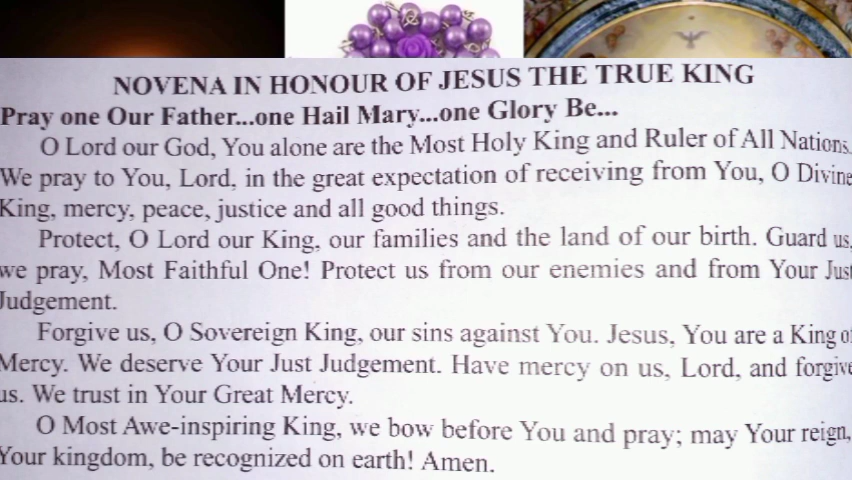 NOVENA IN HONOUR OF JESUS THE TRUE KING
Pray one Our Father...one Hail Mary...one Glory Be...
O Lord our God, You alone are the Most Holy King and Ruler of All Nations.
We pray to You, Lord, in the great expectation of receiving from You, O Divine
King, mercy, peace, justice and all good things.
Protect, O Lord our King, our families and the land of our birth. Guard us,
we pray, Most Faithful One! Protect us from our enemies and from Your Just
Judgement.
Forgive us, O Sovereign King, our sins against You. Jesus, You are a King of
Mercy. We deserve Your Just Judgement. Have mercy on us, Lord, and forgive
us. We trust in Your Great Mercy.
O Most Awe-inspiring King, we bow before You and pray; may Your reign,
Your kingdom, be recognized on earth! Amen.